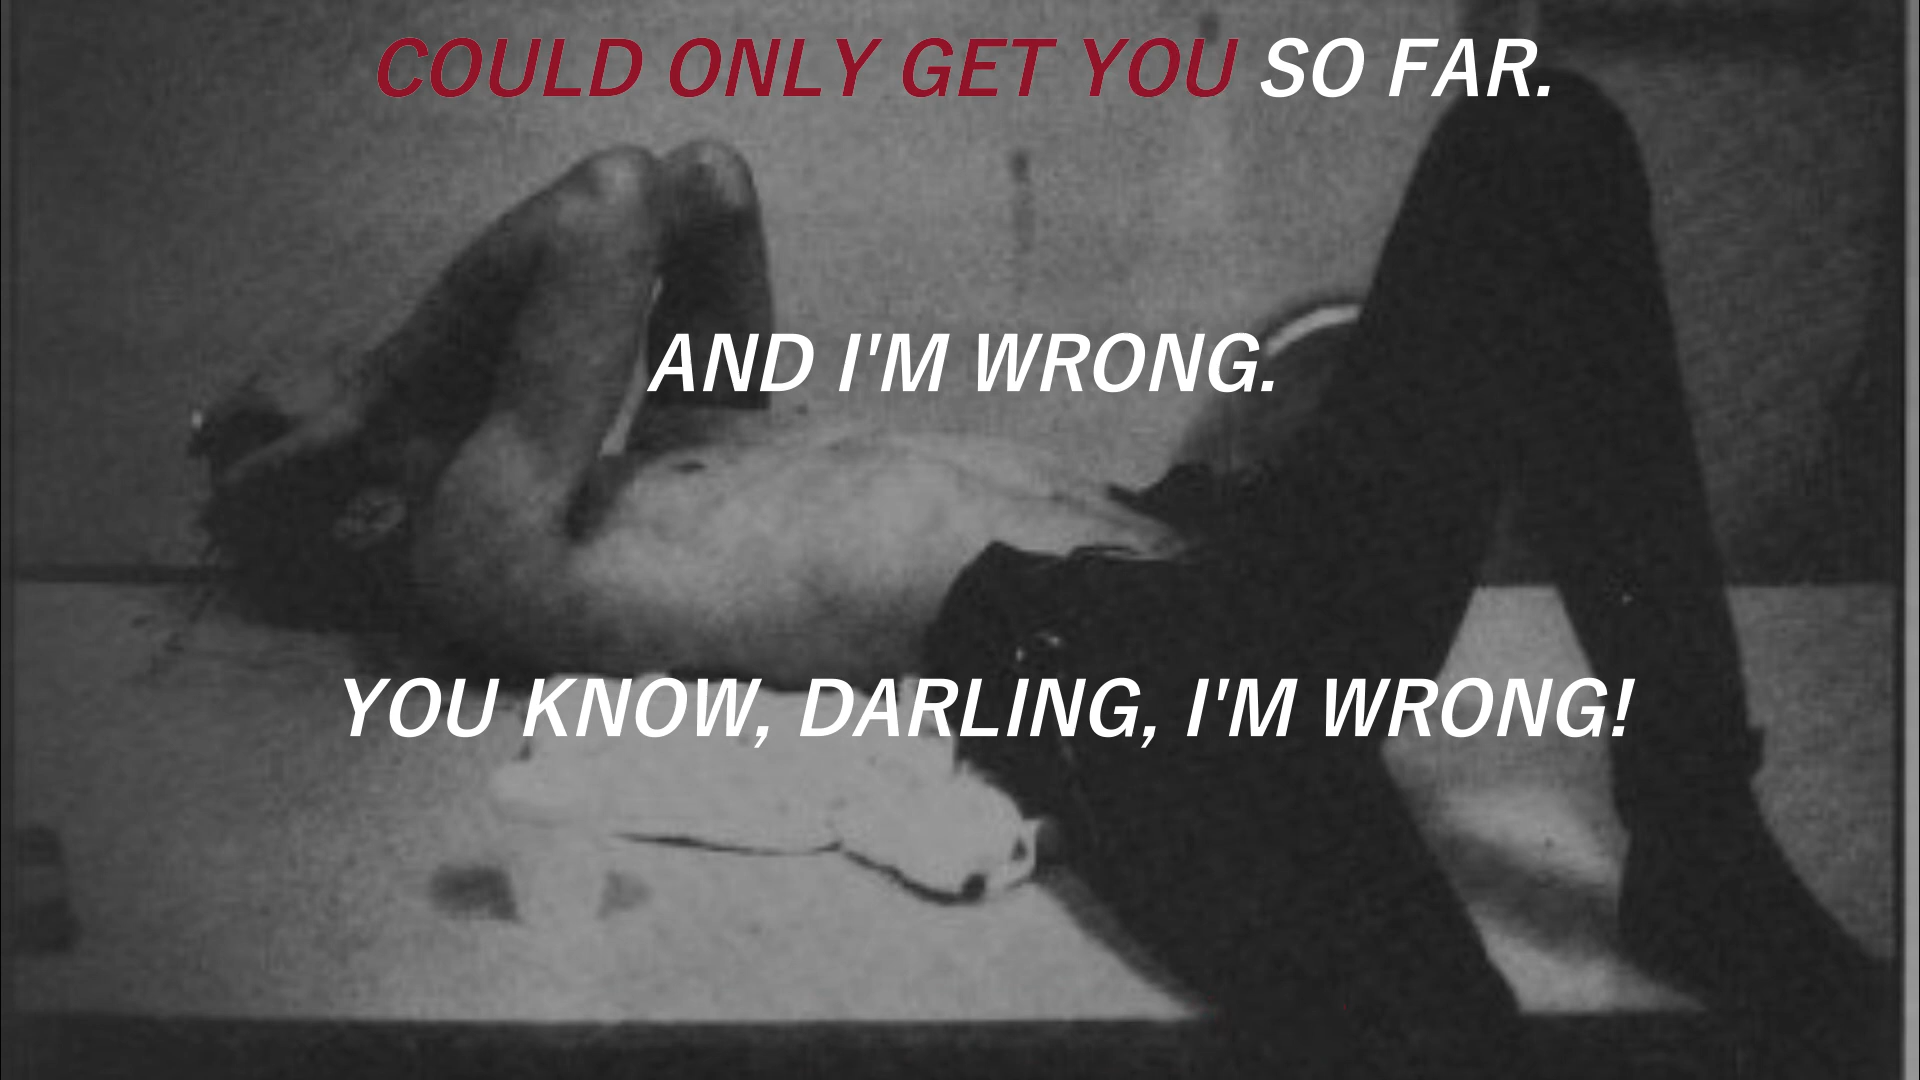 COULD ONLY GET YOU SO FAR.
AND I'M WRONG.
YOU KNOW, DARLING, I'M WRONG!